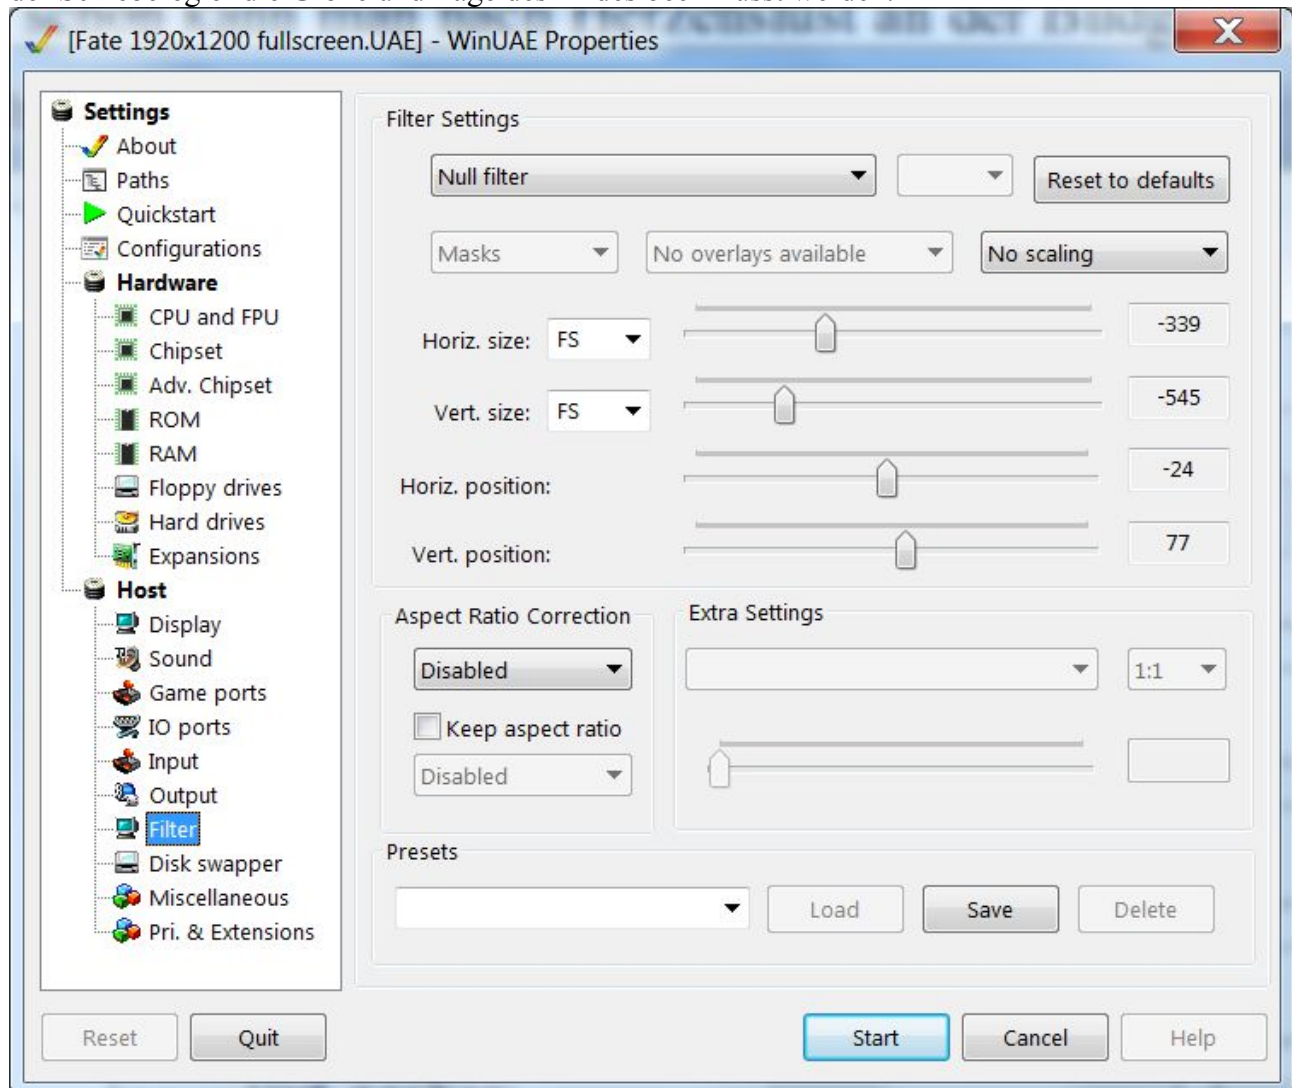 [Fate 1920x1200 fullscreen.UAE] - WinUAE Properties
Settings
About
Paths
Quickstart
Configurations
Hardware
CPU and FPU
Chipset
Adv. Chipset
ROM
RAM
Floppy drives
Hard drives
Expansions
Host
Display
Sound
Game ports
IO ports
Input
Output
Filter
Disk swapper
Miscellaneous
Pri. & Extensions
Filter Settings
Null filter
Reset to defaults
Masks No overlays available No scaling
Horiz. size: FS -339
Vert. size: FS -545
Horiz. position: -24
Vert. position: 77
Aspect Ratio Correction
Disabled
Keep aspect ratio
Disabled
Extra Settings
1:1
Presets
Load Save Delete
Reset Quit Start Cancel Help